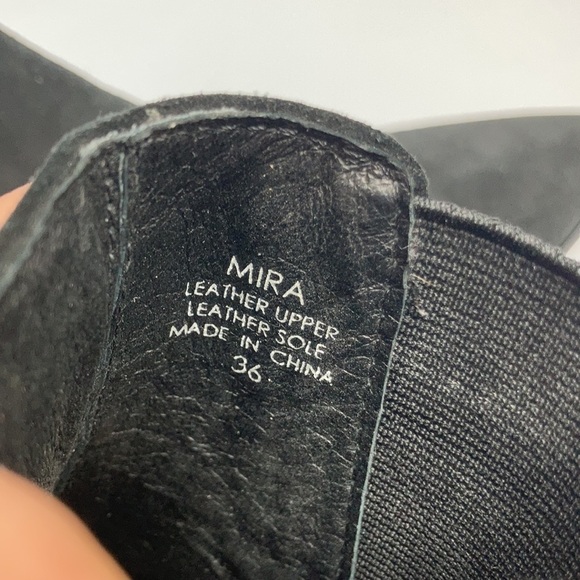 MIRA
LEATHER UPPER
LEATHER SOLE
MADE IN CHINA
36